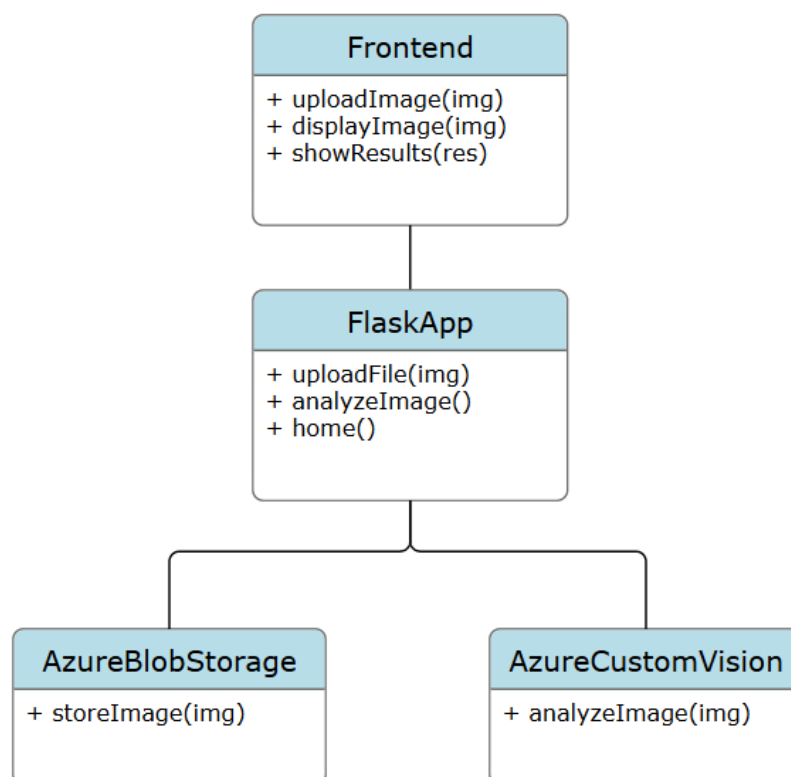 Frontend
+ uploadImage(img)
+ displayImage(img)
+ showResults(res)
FlaskApp
+ uploadFile(img)
+ analyzeImage()
+ home()
AzureBlobStorage
+ storeImage(img)
AzureCustomVision
+ analyzeImage(img)